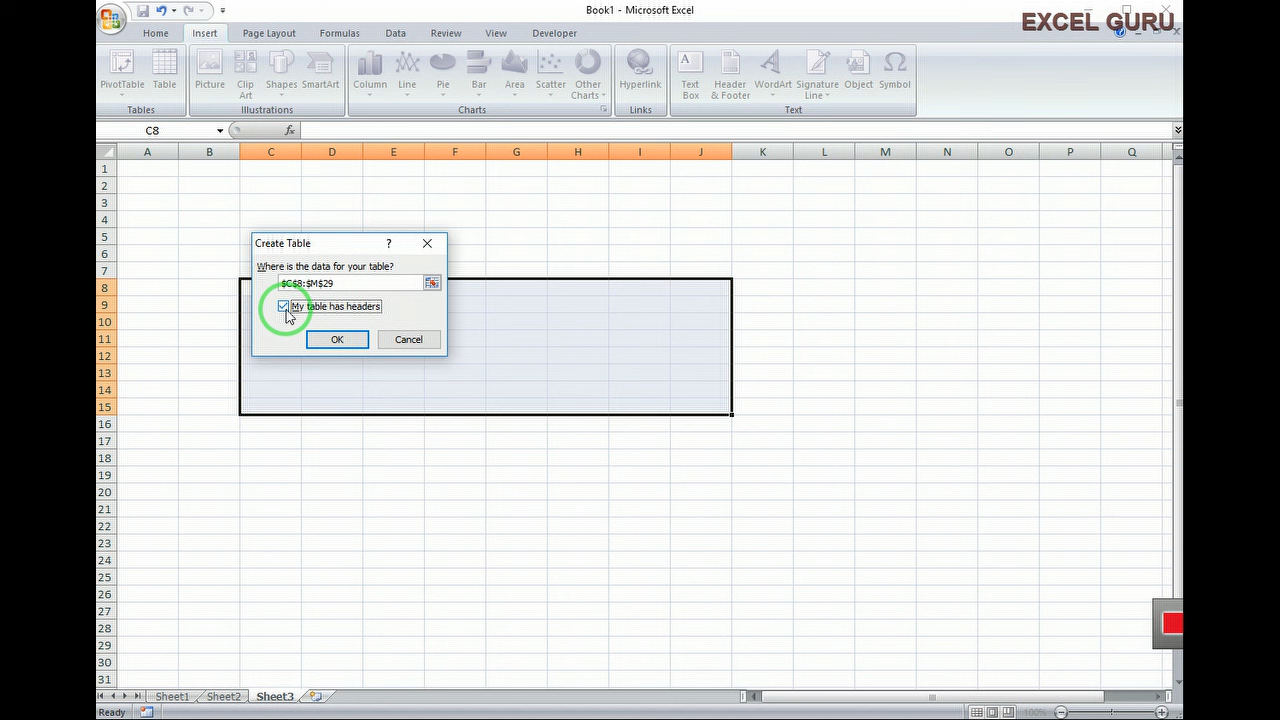 Book1 - Microsoft Excel
EXCEL GURU
Home Insert Page Layout Formulas Data Review View Developer
PivotTable Table Picture Clip Art Shapes SmartArt Column Line Pie Bar Area Scatter Other Charts Hyperlink Text Box Header & Footer WordArt Signature Line Object Symbol
Tables Illustrations Charts Links Text
C8 fx
A B C D E F G H I J K L M N O P Q
1
2
3
4
5
Create Table ?
6
Where is the data for your table?
7
$C$8:$M$29
8
9
My table has headers
10
11
OK Cancel
12
13
14
15
16
17
18
19
20
21
22
23
24
25
26
27
28
29
30
31
Sheet1 Sheet2 Sheet3
Ready 100%